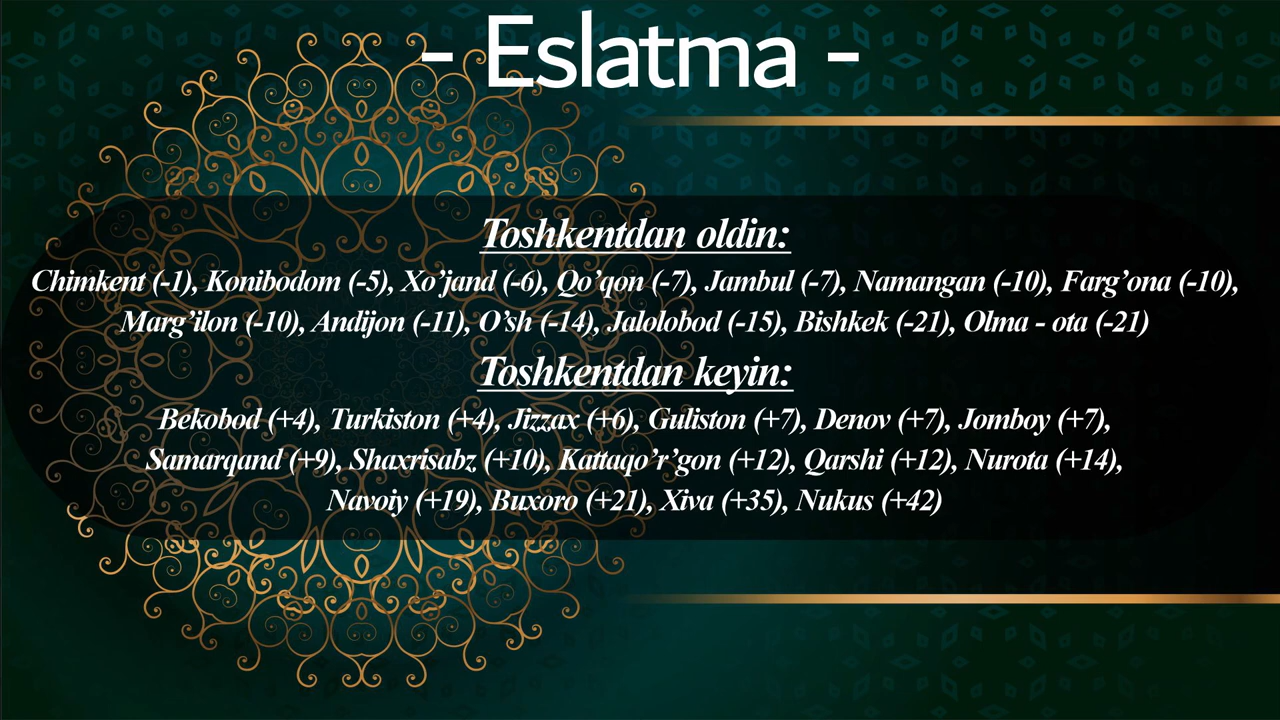 - Eslatma -
Toshkentdan oldin:
Chimkent (-1), Konibodom (-5), Xo’jand (-6), Qo’qon (-7), Jambul (-7), Namangan (-10), Farg’ona (-10),
Marg’ilon (-10), Andijon (-11), O’sh (-14), Jalolobod (-15), Bishkek (-21), Olma - ota (-21)
Toshkentdan keyin:
Bekobod (+4), Turkiston (+4), Jizzax (+6), Guliston (+7), Denov (+7), Jomboy (+7),
Samarqand (+9), Shaxrisabz (+10), Kattaqo’r’gon (+12), Qarshi (+12), Nurota (+14),
Navoiy (+19), Buxoro (+21), Xiva (+35), Nukus (+42)